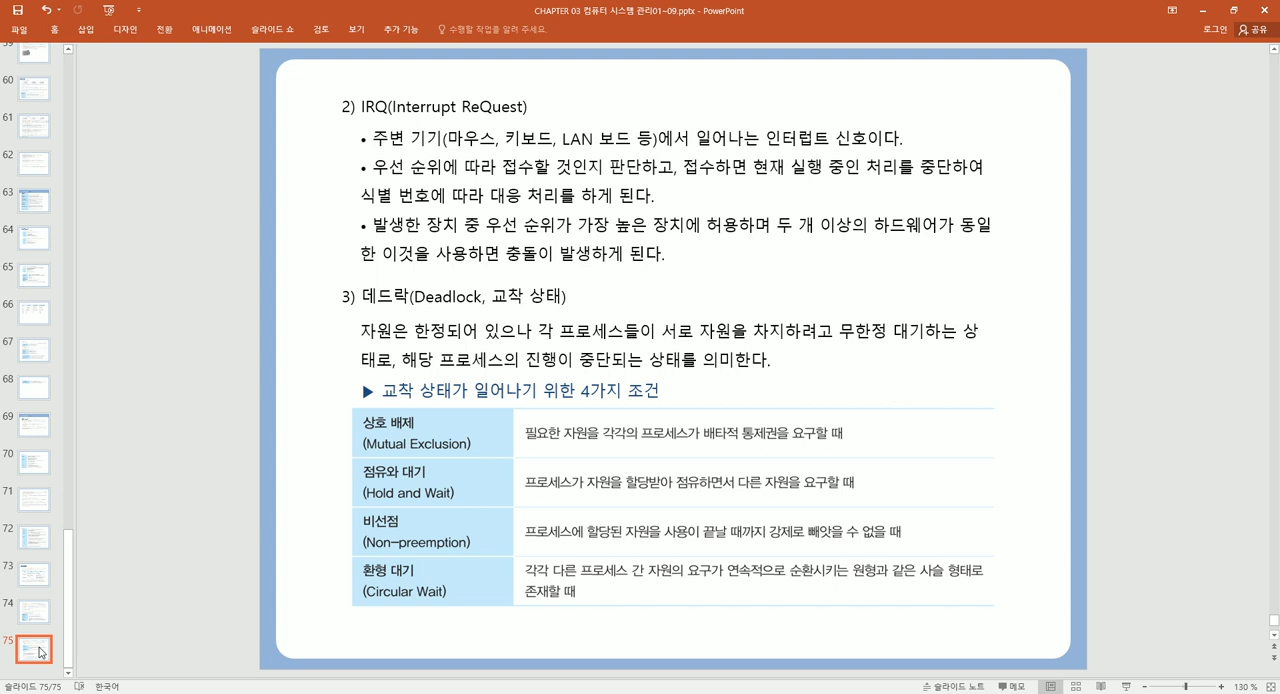 CHAPTER 03 컴퓨터 시스템 관리01~09.pptx - PowerPoint
파일 홈 삽입 디자인 전환 애니메이션 슬라이드 쇼 검토 보기 추가 기능 수행할 작업을 알려 주세요. 로그인 공유
59
60
61
62
63
64
65
66
67
68
69
70
71
72
73
74
75
2) IRQ(Interrupt ReQuest)
• 주변 기기(마우스, 키보드, LAN 보드 등)에서 일어나는 인터럽트 신호이다.
• 우선 순위에 따라 접수할 것인지 판단하고, 접수하면 현재 실행 중인 처리를 중단하여
식별 번호에 따라 대응 처리를 하게 된다.
• 발생한 장치 중 우선 순위가 가장 높은 장치에 허용하며 두 개 이상의 하드웨어가 동일
한 이것을 사용하면 충돌이 발생하게 된다.
3) 데드락(Deadlock, 교착 상태)
자원은 한정되어 있으나 각 프로세스들이 서로 자원을 차지하려고 무한정 대기하는 상
태로, 해당 프로세스의 진행이 중단되는 상태를 의미한다.
▶ 교착 상태가 일어나기 위한 4가지 조건
상호 배제
(Mutual Exclusion)
필요한 자원을 각각의 프로세스가 배타적 통제권을 요구할 때
점유와 대기
(Hold and Wait)
프로세스가 자원을 할당받아 점유하면서 다른 자원을 요구할 때
비선점
(Non-preemption)
프로세스에 할당된 자원을 사용이 끝날 때까지 강제로 빼앗을 수 없을 때
환형 대기
(Circular Wait)
각각 다른 프로세스 간 자원의 요구가 연속적으로 순환시키는 원형과 같은 사슬 형태로
존재할 때
슬라이드 75/75 한국어 슬라이드 노트 메모 130 %